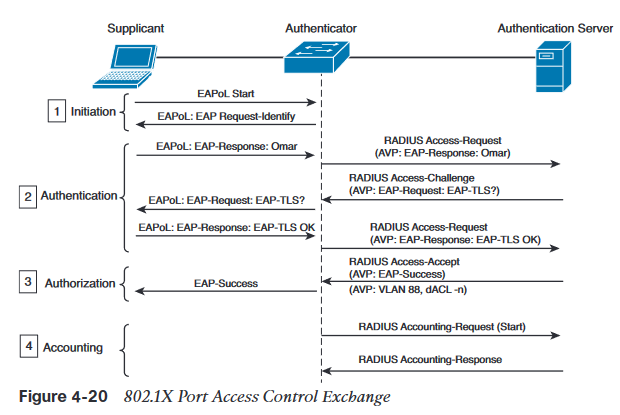 Supplicant
Authenticator
Authentication Server
EAPoL Start
1 Initiation
EAPoL: EAP Request-Identify
EAPoL: EAP-Response: Omar
RADIUS Access-Request
(AVP: EAP-Response: Omar)
RADIUS Access-Challenge
(AVP: EAP-Request: EAP-TLS?)
2 Authentication
EAPoL: EAP-Request: EAP-TLS?
EAPoL: EAP-Response: EAP-TLS OK
RADIUS Access-Request
(AVP: EAP-Response: EAP-TLS OK)
RADIUS Access-Accept
(AVP: EAP-Success)
3 Authorization
EAP-Success
(AVP: VLAN 88, dACL -n)
RADIUS Accounting-Request (Start)
4 Accounting
RADIUS Accounting-Response
Figure 4-20 802.1X Port Access Control Exchange